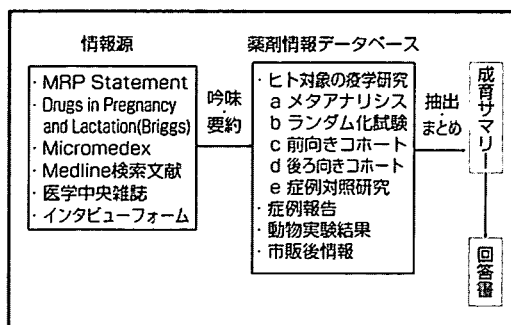 情報源
・MRP Statement
・Drugs in Pregnancy
and Lactation(Briggs)
・Micromedex
・Medline検索文献
・医学中央雑誌
・インタビューフォーム
吟味・
要約
薬剤情報データベース
・ヒト対象の疫学研究
a メタアナリシス
b ランダム化試験
c 前向きコホート
d 後ろ向きコホート
e 症例対照研究
・症例報告
・動物実験結果
・市販後情報
抽出・
まとめ
成育サマリー
回答書